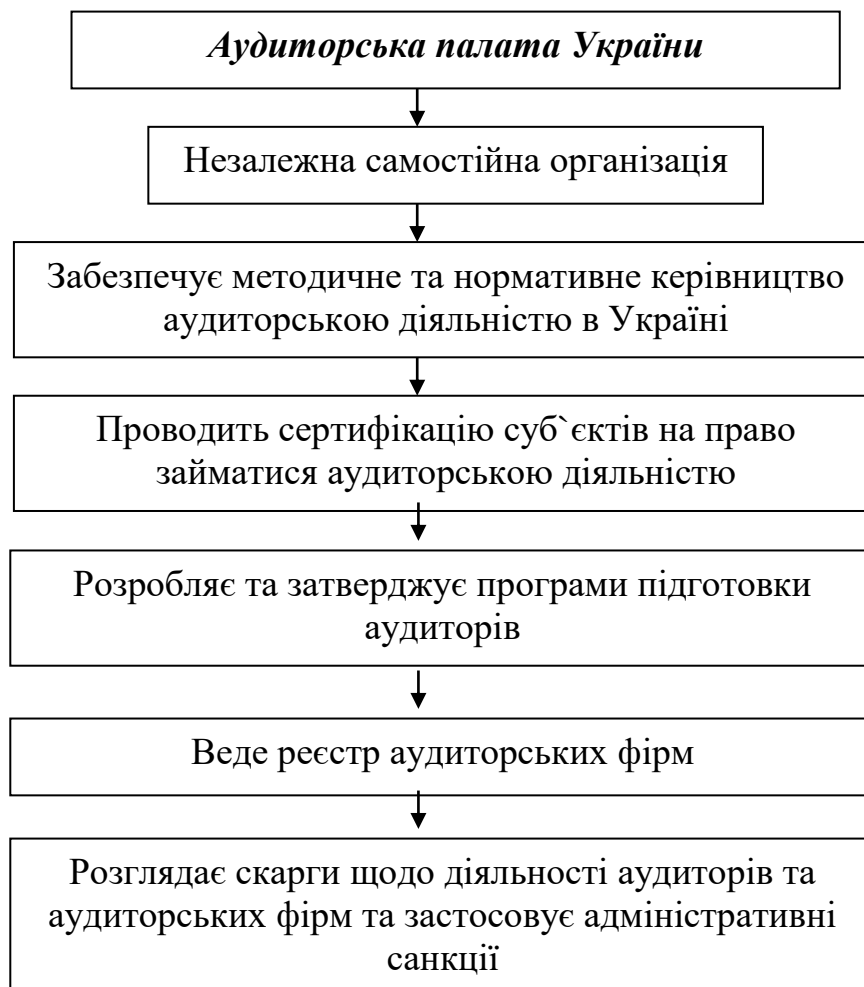 Аудиторська палата України
Незалежна самостійна організація
Забезпечує методичне та нормативне керівництво
аудиторською діяльністю в Україні
Проводить сертифікацію суб`єктів на право
займатися аудиторською діяльністю
Розробляє та затверджує програми підготовки
аудиторів
Веде реєстр аудиторських фірм
Розглядає скарги щодо діяльності аудиторів та
аудиторських фірм та застосовує адміністративні
санкції